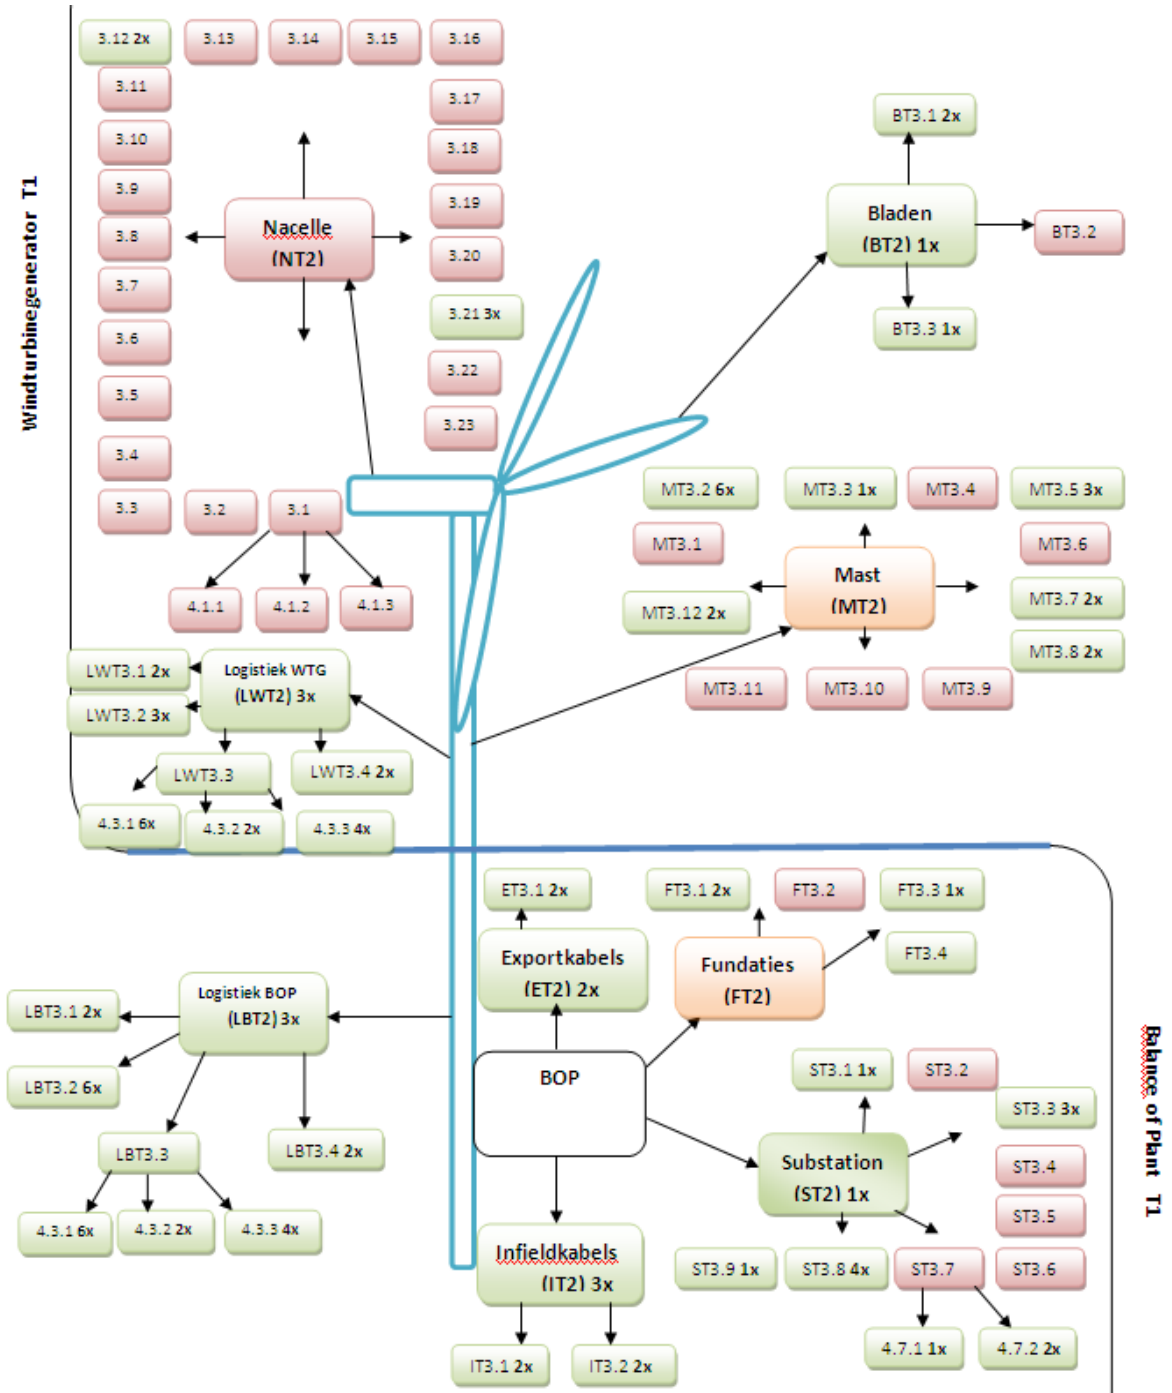 Windturbinegenerator T1
3.12 2x
3.13
3.14
3.15
3.16
3.11
3.17
3.10
3.18
3.9
3.19
3.8
3.20
3.7
3.21 3x
3.6
3.22
3.5
3.23
3.4
3.3
3.2
3.1
4.1.1
4.1.2
4.1.3
Nacelle
(NT2)
BT3.1 2x
Bladen
(BT2) 1x
BT3.2
BT3.3 1x
MT3.2 6x
MT3.3 1x
MT3.4
MT3.5 3x
MT3.1
MT3.6
Mast
(MT2)
MT3.7 2x
MT3.12 2x
MT3.8 2x
MT3.11
MT3.10
MT3.9
LWT3.1 2x
Logistiek WTG
(LWT2) 3x
LWT3.2 3x
LWT3.3
LWT3.4 2x
4.3.1 6x
4.3.2 2x
4.3.3 4x
ET3.1 2x
FT3.1 2x
FT3.2
FT3.3 1x
FT3.4
Exportkabels
(ET2) 2x
Fundaties
(FT2)
Logistiek BOP
(LBT2) 3x
LBT3.1 2x
LBT3.2 6x
LBT3.3
LBT3.4 2x
4.3.1 6x
4.3.2 2x
4.3.3 4x
BOP
ST3.1 1x
ST3.2
ST3.3 3x
Substation
(ST2) 1x
ST3.4
ST3.5
ST3.9 1x
ST3.8 4x
ST3.7
ST3.6
4.7.1 1x
4.7.2 2x
Infieldkabels
(IT2) 3x
IT3.1 2x
IT3.2 2x
Balance of Plant T1